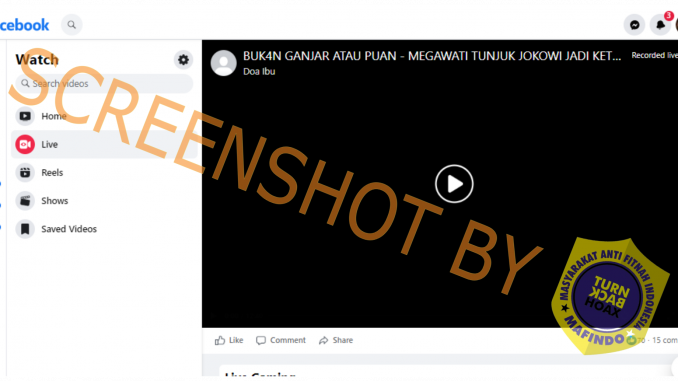 cebook
3
Watch
Search videos
Home
Live
Reels
Shows
Saved Videos
BUK4N GANJAR ATAU PUAN - MEGAWATI TUNJUK JOKOWI JADI KET...
Recorded live
Doa Ibu
SCREENSHOT BY
MASYARAKAT ANTI FITNAH INDONESIA
TURN
BACK
HOAX
MAFINDO
Like
Comment
Share
15 com
Live Gaming